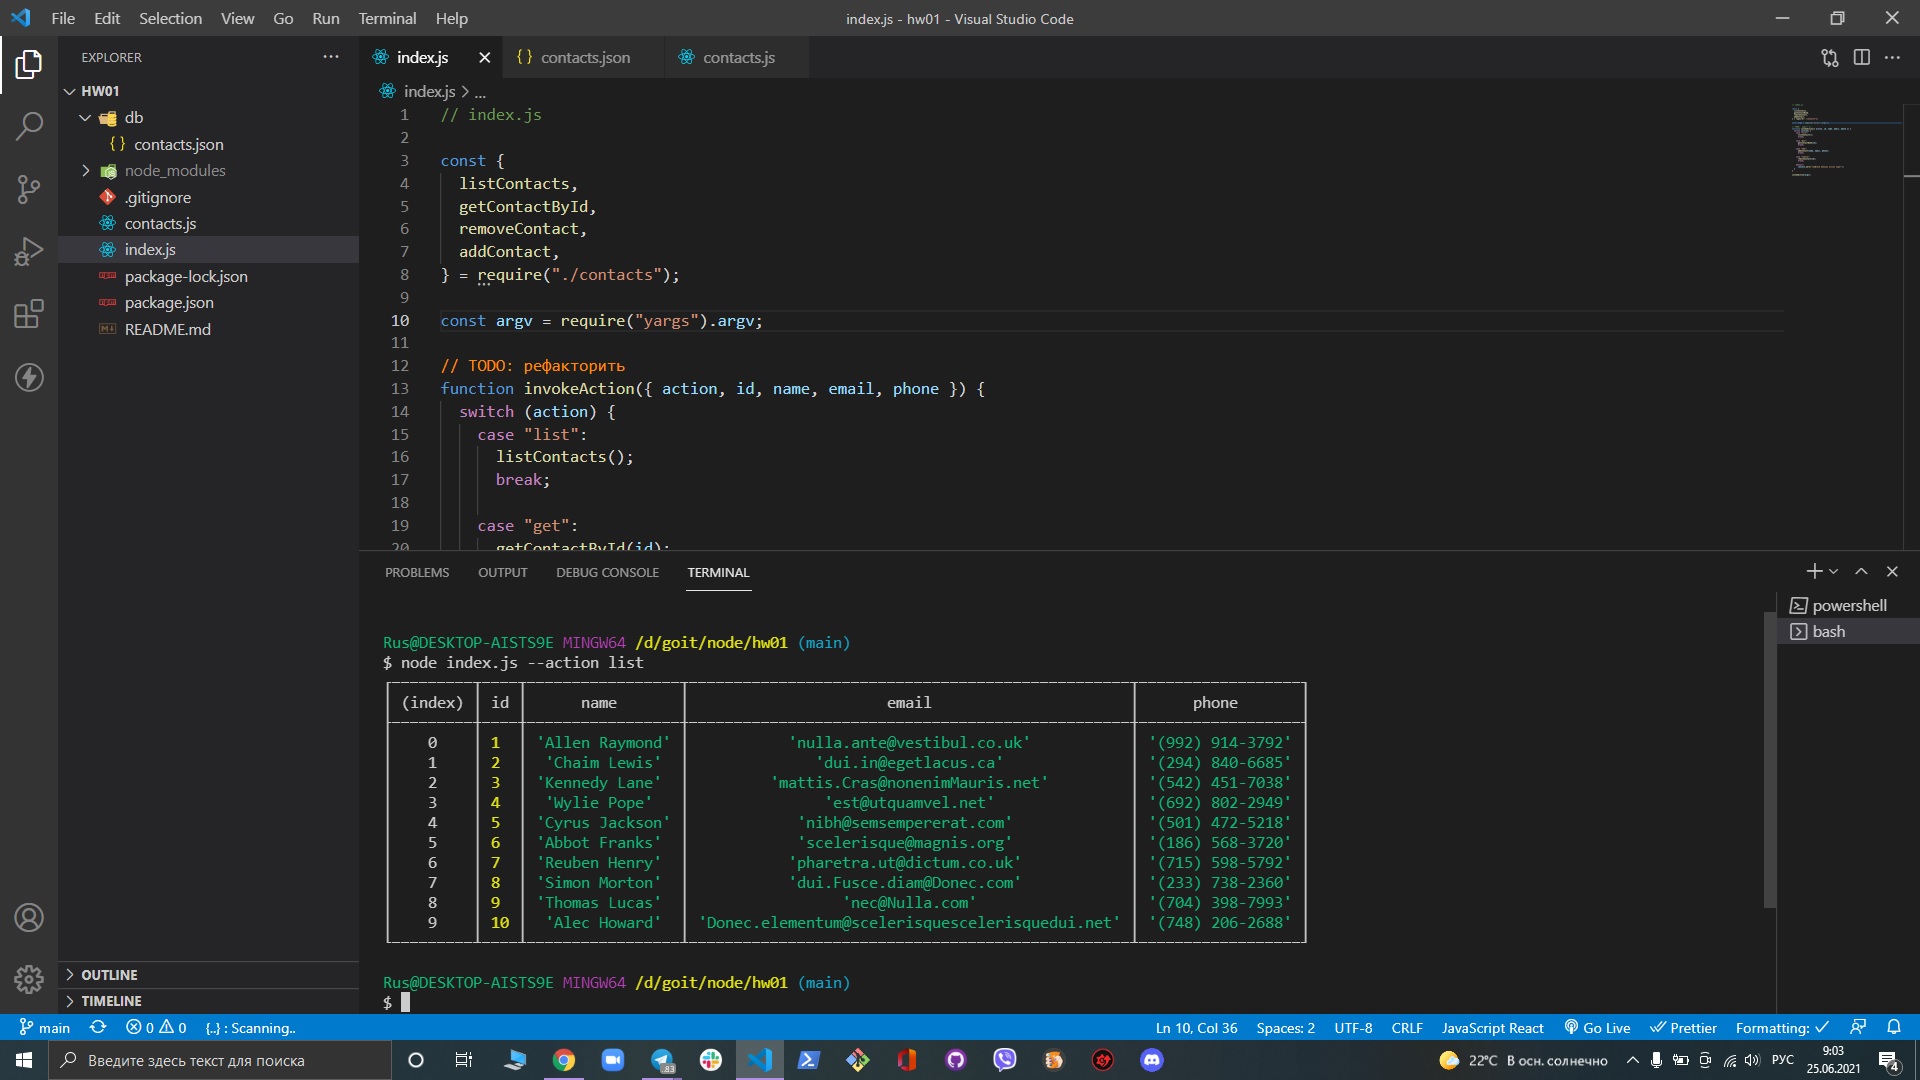 File Edit Selection View Go Run Terminal Help
index.js - hw01 - Visual Studio Code
EXPLORER
HW01
db
{ } contacts.json
node_modules
.gitignore
contacts.js
index.js
package-lock.json
package.json
README.md
OUTLINE
TIMELINE
index.js
{ } contacts.json
contacts.js
index.js > ...
1 // index.js
2
3 const {
4 listContacts,
5 getContactById,
6 removeContact,
7 addContact,
8 } = require("./contacts");
9
10 const argv = require("yargs").argv;
11
12 // TODO: рефакторить
13 function invokeAction({ action, id, name, email, phone }) {
14 switch (action) {
15 case "list":
16 listContacts();
17 break;
18
19 case "get":
20 getContactById(id);
PROBLEMS OUTPUT DEBUG CONSOLE TERMINAL
powershell
bash
Rus@DESKTOP-AISTS9E MINGW64 /d/goit/node/hw01 (main)
$ node index.js --action list
(index) id name email phone
0 1 'Allen Raymond' 'nulla.ante@vestibul.co.uk' '(992) 914-3792'
1 2 'Chaim Lewis' 'dui.in@egetlacus.ca' '(294) 840-6685'
2 3 'Kennedy Lane' 'mattis.Cras@nonenimMauris.net' '(542) 451-7038'
3 4 'Wylie Pope' 'est@utquamvel.net' '(692) 802-2949'
4 5 'Cyrus Jackson' 'nibh@semsempererat.com' '(501) 472-5218'
5 6 'Abbot Franks' 'scelerisque@magnis.org' '(186) 568-3720'
6 7 'Reuben Henry' 'pharetra.ut@dictum.co.uk' '(715) 598-5792'
7 8 'Simon Morton' 'dui.Fusce.diam@Donec.com' '(233) 738-2360'
8 9 'Thomas Lucas' 'nec@Nulla.com' '(704) 398-7993'
9 10 'Alec Howard' 'Donec.elementum@scelerisquescelerisquedui.net' '(748) 206-2688'
Rus@DESKTOP-AISTS9E MINGW64 /d/goit/node/hw01 (main)
$
main 0 0 {..} : Scanning.. Ln 10, Col 36 Spaces: 2 UTF-8 CRLF JavaScript React Go Live Prettier Formatting: ✓
Введите здесь текст для поиска
83
22°C В осн. солнечно
РУС
9:03
25.06.2021
4